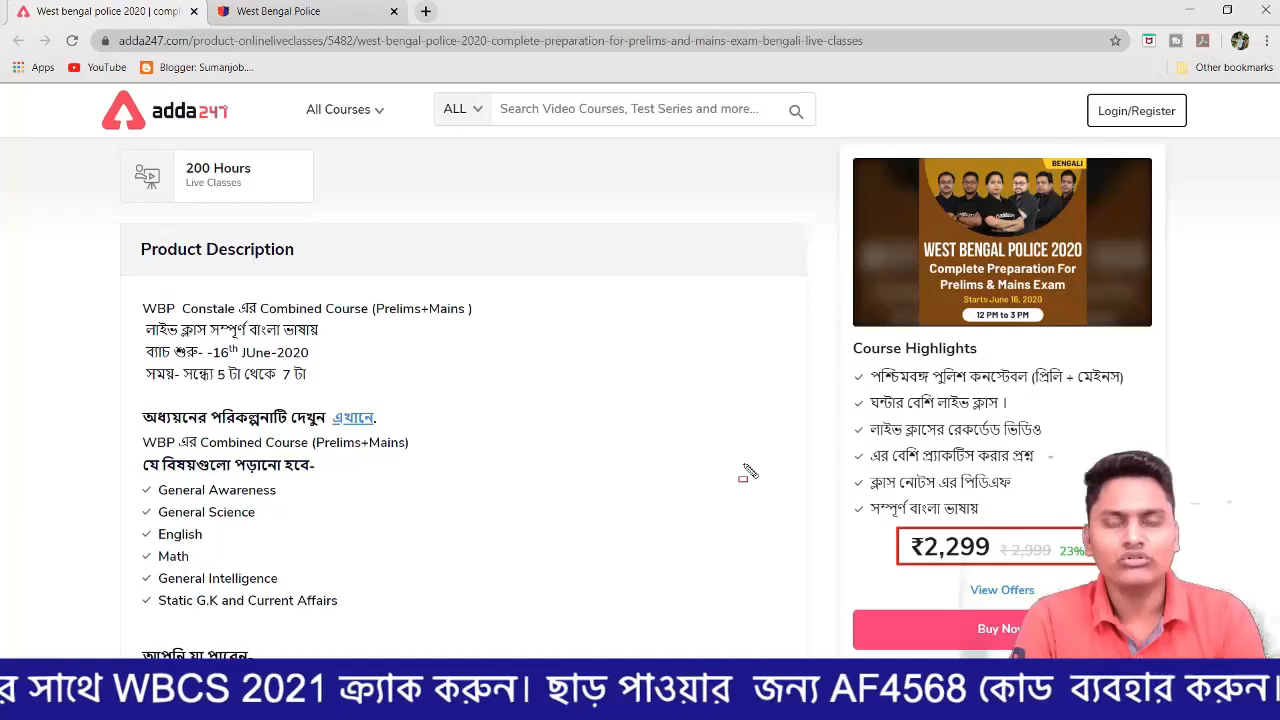 West bengal police 2020 | compl
West Bengal Police
adda247.com/product-onlineliveclasses/5482/west-bengal-police-2020-complete-preparation-for-prelims-and-mains-exam-bengali-live-classes
Apps
YouTube
Blogger: Sumanjob....
Other bookmarks
adda247
All Courses
ALL
Search Video Courses, Test Series and more...
Login/Register
200 Hours
Live Classes
Product Description
WBP Constale এর Combined Course (Prelims+Mains )
লাইভ ক্লাস সম্পূর্ণ বাংলা ভাষায়
ব্যাচ শুরু- -16th JUne-2020
সময়- সন্ধ্যে 5 টা থেকে 7 টা
অধ্যয়নের পরিকল্পনাটি দেখুন এখানে.
WBP এর Combined Course (Prelims+Mains)
যে বিষয়গুলো পড়ানো হবে-
General Awareness
General Science
English
Math
General Intelligence
Static G.K and Current Affairs
আপনি যা পাবেন-
BENGALI
WEST BENGAL POLICE 2020
Complete Preparation For
Prelims & Mains Exam
Starts June 16, 2020
12 PM to 3 PM
Course Highlights
পশ্চিমবঙ্গ পুলিশ কনস্টেবল (প্রিলি + মেইনস)
ঘন্টার বেশি লাইভ ক্লাস ।
লাইভ ক্লাসের রেকর্ডেড ভিডিও
এর বেশি প্র্যাকটিস করার প্রশ্ন
ক্লাস নোটস এর পিডিএফ
সম্পূর্ণ বাংলা ভাষায়
₹2,299 ₹ 2,999 23%
View Offers
Buy Now
র সাথে WBCS 2021 ক্র্যাক করুন। ছাড় পাওয়ার জন্য AF4568 কোড ব্যবহার করুন।